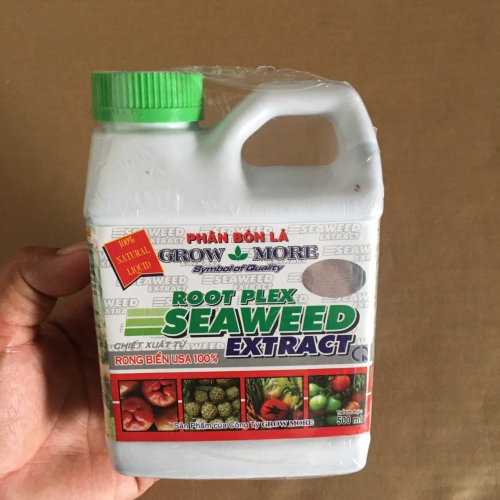 PHÂN BÓN LÁ
GROW MORE
Symbol of Quality
100%
NATURAL
LIQUID
ROOT PLEX
SEAWEED
EXTRACT
CHIẾT XUẤT TỪ
RONG BIỂN USA 100%
Sản Phẩm của Công Ty GROW MORE
500 ml